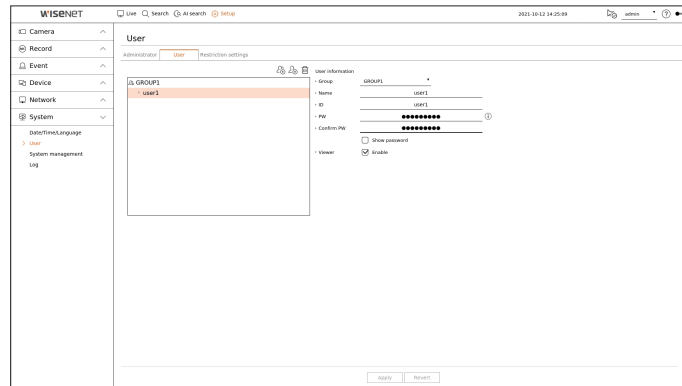 WISENET Live Search AI search Setup 2021-10-12 14:25:09 admin ?
Camera
Record
Event
Device
Network
System
Date/Time/Language
> User
System management
Log
User
Administrator User Restriction settings
GROUP1
user1
User information
Group GROUP1
Name user1
ID user1
PW ●●●●●●●●●
Confirm PW ●●●●●●●●●
Show password
Viewer Enable
Apply Revert